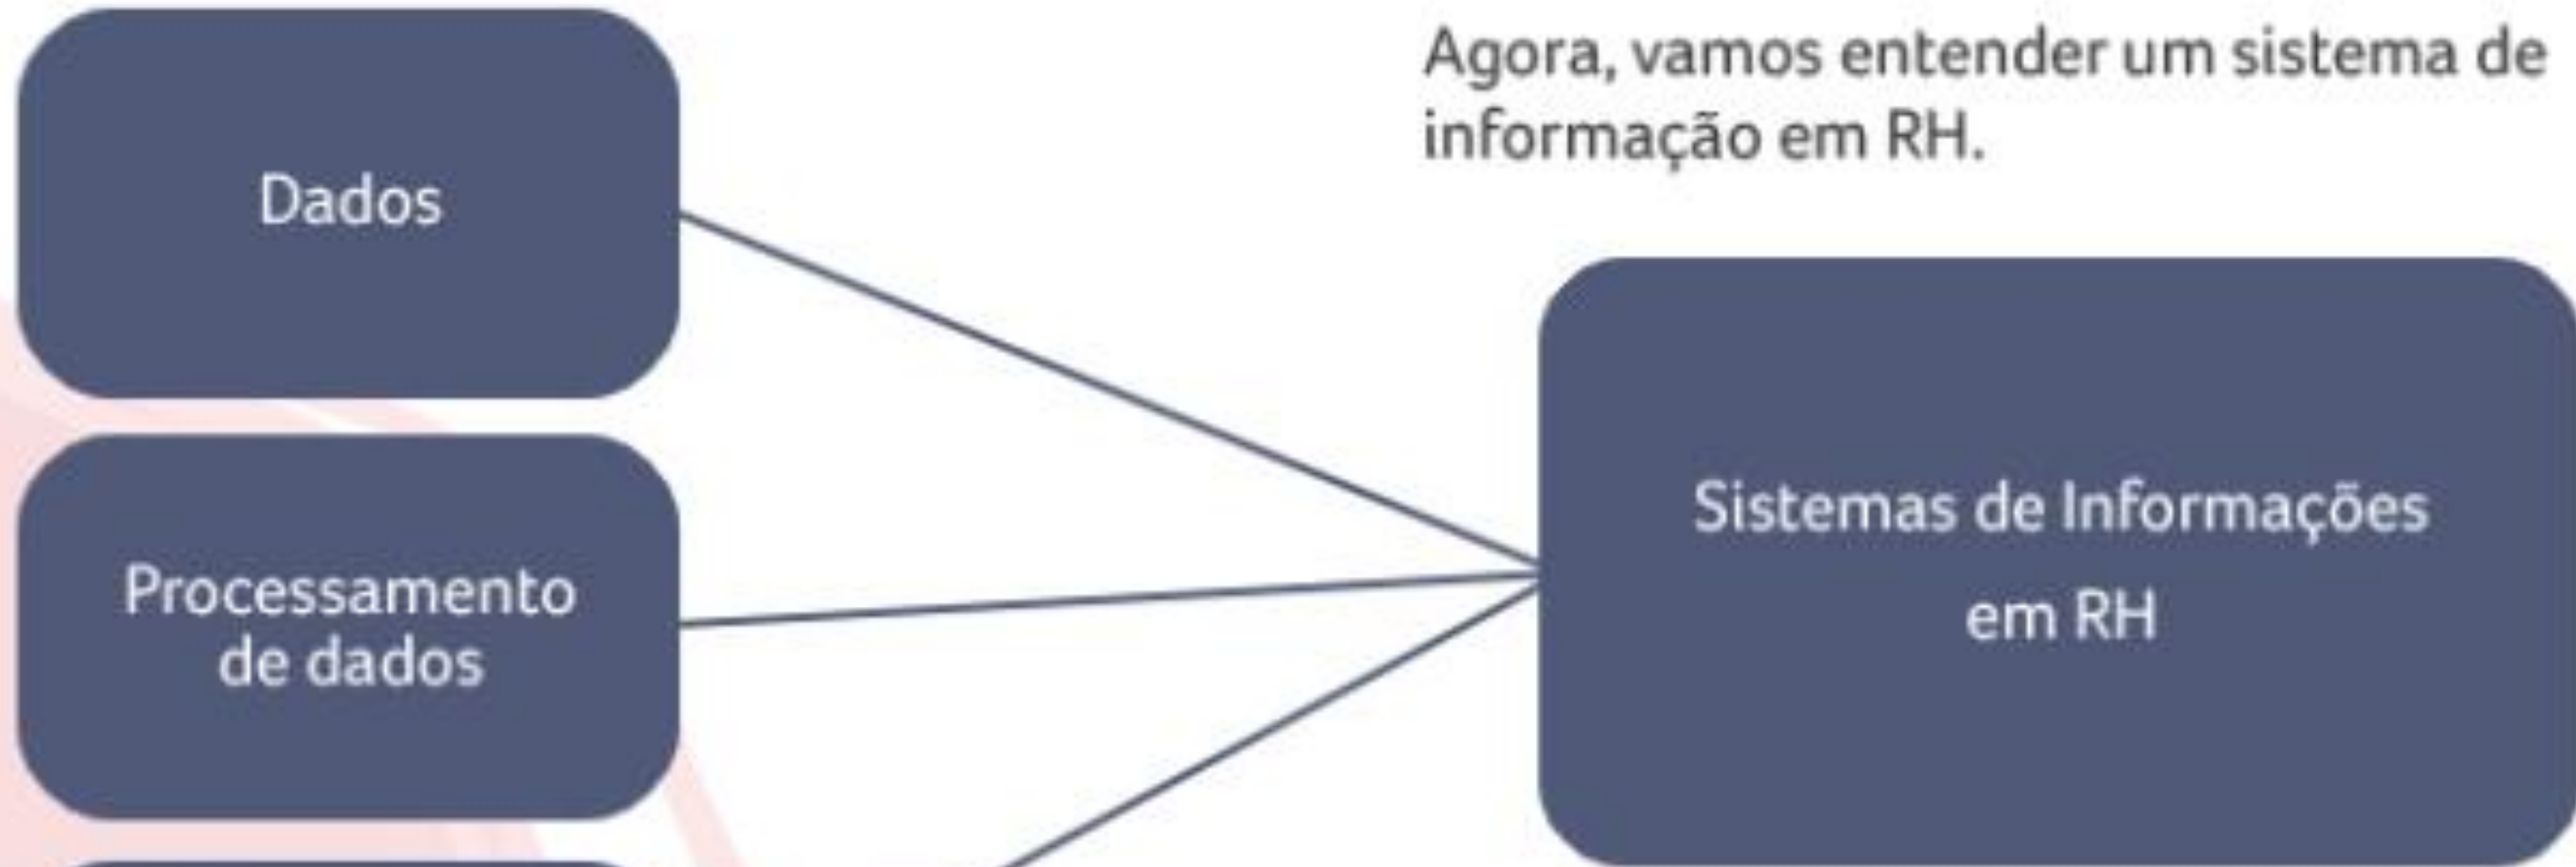 Agora, vamos entender um sistema de
informação em RH.
Dados
Processamento
de dados
Sistemas de Informações
em RH